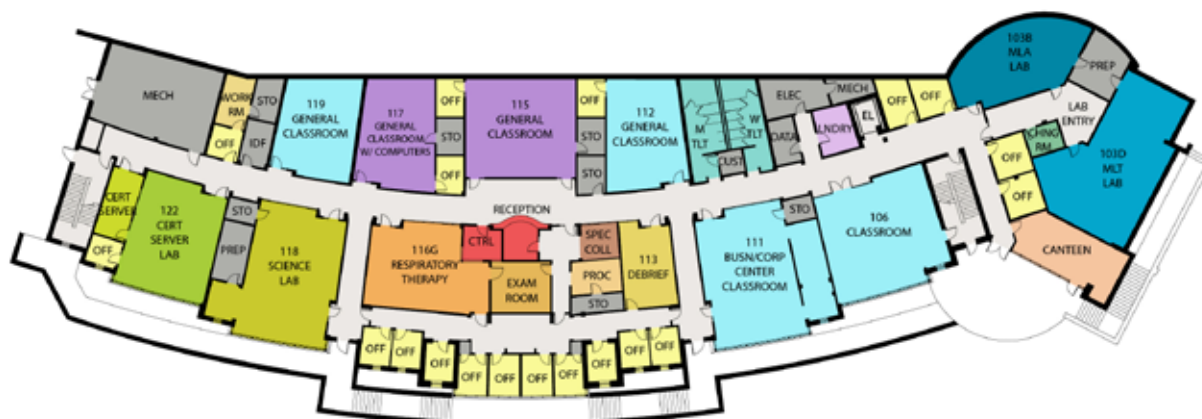 103B
MLA
LAB
PREP
MECH
WORK
RM
STO
119
GENERAL
CLASSROOM
117
GENERAL
CLASSROOM
W/ COMPUTERS
OFF
115
GENERAL
CLASSROOM
OFF
112
GENERAL
CLASSROOM
M
TLT
W
TLT
ELEC
MECH
OFF
OFF
OFF
IDF
STO
OFF
STO
STO
CUST
DATA
LNDRY
EL
LAB
ENTRY
CHNG
RM
103D
MLT
LAB
OFF
OFF
CERT
SERVER
OFF
122
CERT
SERVER
LAB
STO
PREP
118
SCIENCE
LAB
RECEPTION
116G
RESPIRATORY
THERAPY
CTRL
EXAM
ROOM
SPEC
COLL
PROC
STO
113
DEBRIEF
111
BUSN/CORP
CENTER
CLASSROOM
STO
106
CLASSROOM
CANTEEN
OFF
OFF
OFF
OFF
OFF
OFF
OFF
OFF
OFF
OFF